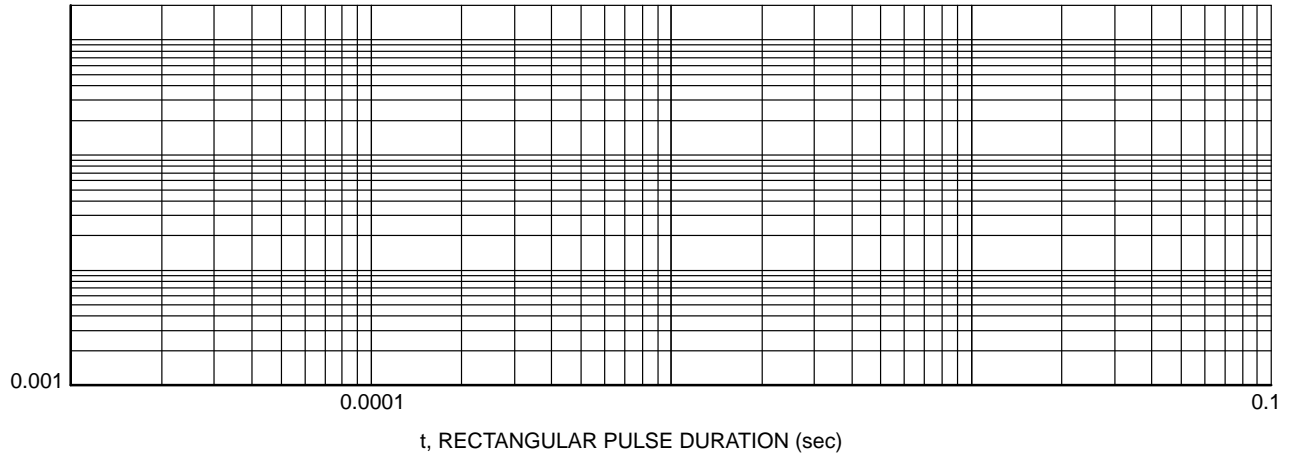 0.001
0.0001
0.1
t, RECTANGULAR PULSE DURATION (sec)